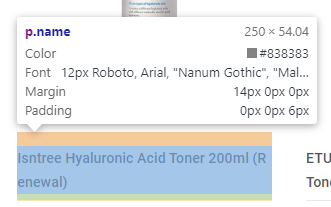 p.name 250 × 54.04
Color #838383
Font 12px Roboto, Arial, "Nanum Gothic", "Mal...
Margin 14px 0px 0px
Padding 0px 0px 6px
Isntree Hyaluronic Acid Toner 200ml (R
enewal)
ETU
Tone